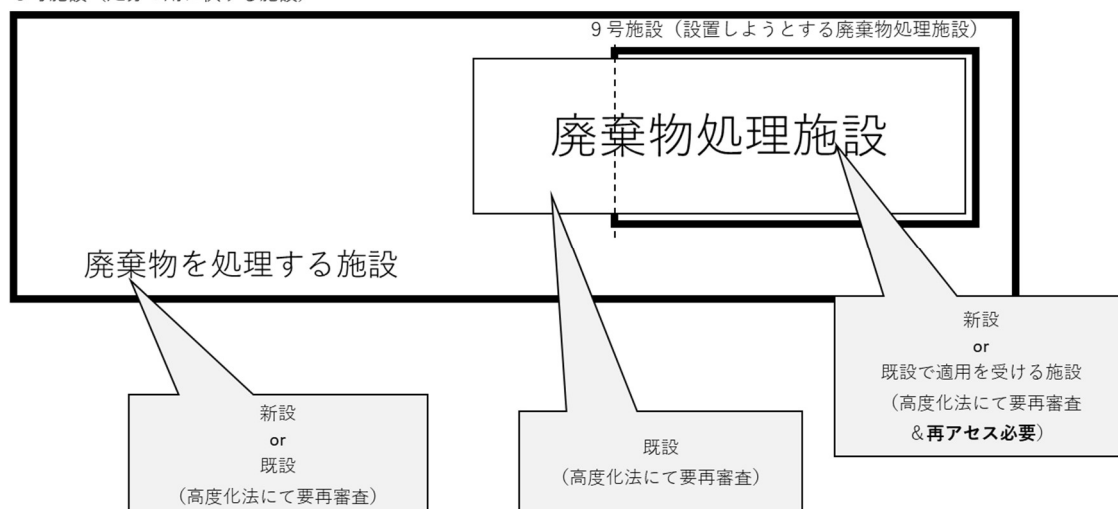 9号施設(設置しようとする廃棄物処理施設)
廃棄物処理施設
廃棄物を処理する施設
新設
or
既設で適用を受ける施設
(高度化法にて要再審査
&再アセス必要)
新設
or
既設
(高度化法にて要再審査)
既設
(高度化法にて要再審査)